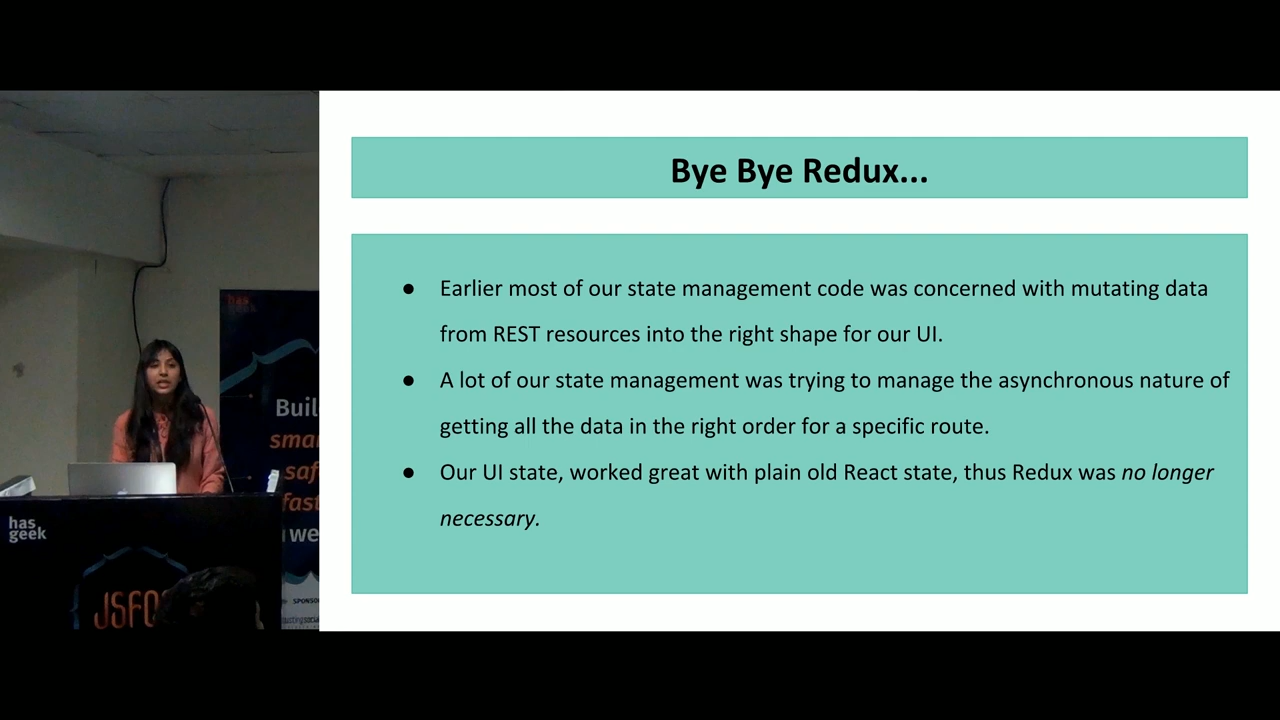 Bye Bye Redux...
● Earlier most of our state management code was concerned with mutating data
from REST resources into the right shape for our UI.
● A lot of our state management was trying to manage the asynchronous nature of
getting all the data in the right order for a specific route.
● Our UI state, worked great with plain old React state, thus Redux was no longer
necessary.
has
geek
has
geek